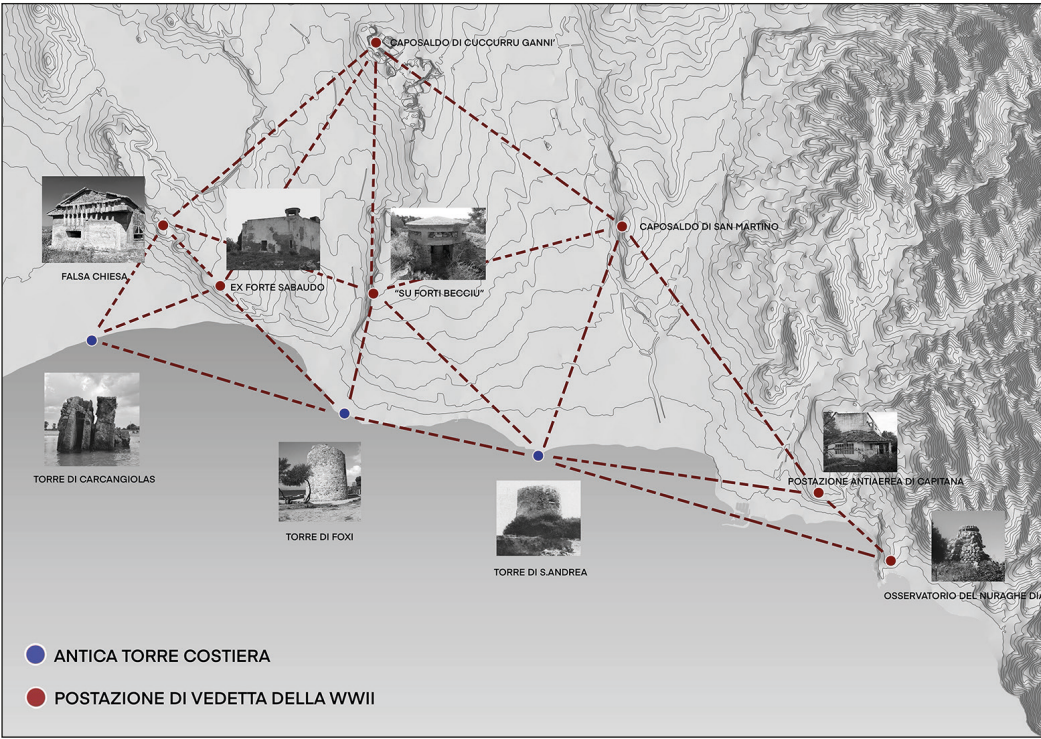 CAPOSALDO DI CUCCURRU GANNI'
CAPOSALDO DI SAN MARTINO
FALSA CHIESA
EX FORTE SABAUDO
"SU FORTI BECCIU"
TORRE DI CARCANGIOLAS
POSTAZIONE ANTIAEREA DI CAPITANA
TORRE DI FOXI
TORRE DI S.ANDREA
OSSERVATORIO DEL NURAGHE
ANTICA TORRE COSTIERA
POSTAZIONE DI VEDETTA DELLA WWII